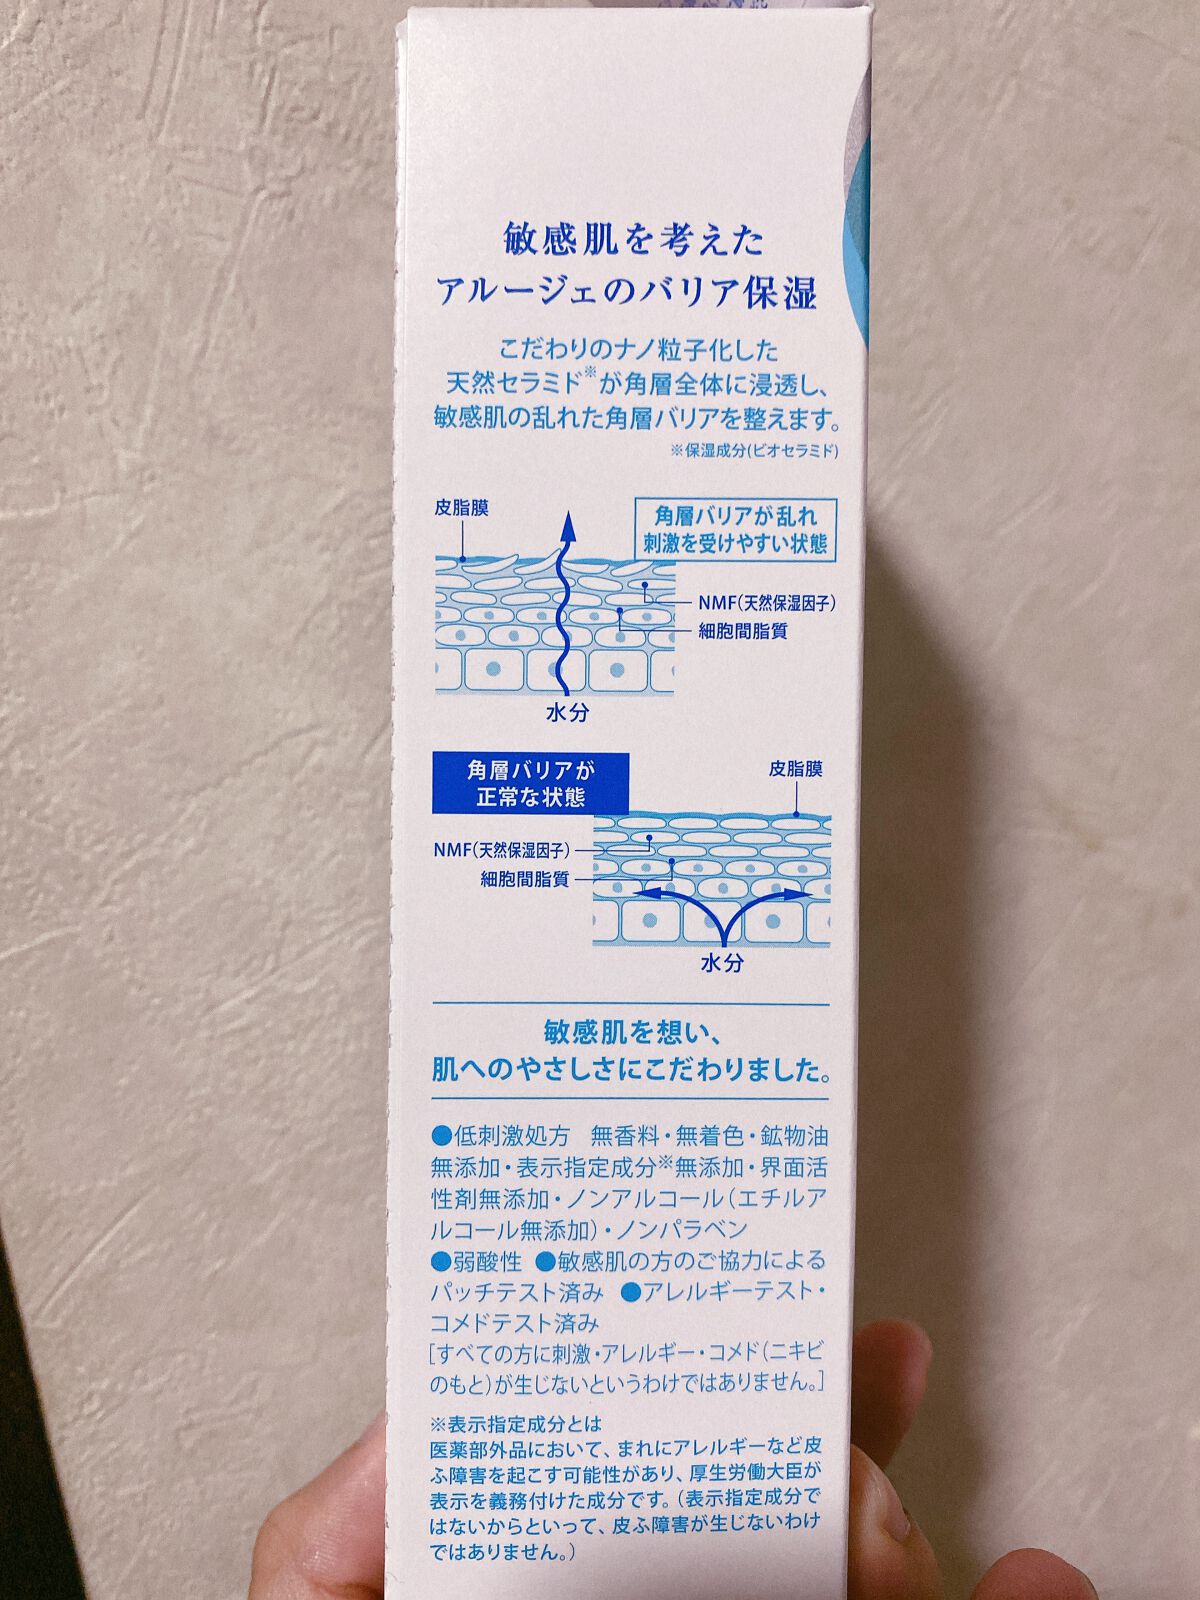 敏感肌を考えた
アルージェのバリア保湿
こだわりのナノ粒子化した
天然セラミド※が角層全体に浸透し、
敏感肌の乱れた角層バリアを整えます。
※保湿成分(ビオセラミド)
皮脂膜
角層バリアが乱れ
刺激を受けやすい状態
NMF(天然保湿因子)
細胞間脂質
水分
角層バリアが
正常な状態
皮脂膜
NMF(天然保湿因子)
細胞間脂質
水分
敏感肌を想い、
肌へのやさしさにこだわりました。
●低刺激処方　無香料・無着色・鉱物油
無添加・表示指定成分※無添加・界面活
性剤無添加・ノンアルコール(エチルア
ルコール無添加)・ノンパラベン
●弱酸性 ●敏感肌の方のご協力による
パッチテスト済み ●アレルギーテスト・
コメドテスト済み
[すべての方に刺激・アレルギー・コメド(ニキビ
のもと)が生じないというわけではありません。]
※表示指定成分とは
医薬部外品において、まれにアレルギーなど皮
ふ障害を起こす可能性があり、厚生労働大臣が
表示を義務付けた成分です。(表示指定成分で
はないからといって、皮ふ障害が生じないわけ
ではありません。)